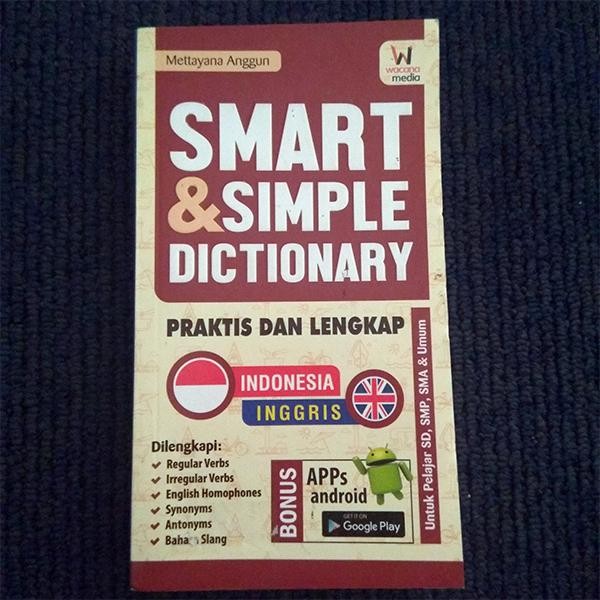 Mettayana Anggun
wacana
media
SMART
& SIMPLE
DICTIONARY
PRAKTIS DAN LENGKAP
INDONESIA
INGGRIS
Untuk Pelajar SD, SMP, SMA & Umum
Dilengkapi:
Regular Verbs
Irregular Verbs
English Homophones
Synonyms
Antonyms
Bahasa Slang
BONUS
APPs
android
GET IT ON
Google Play